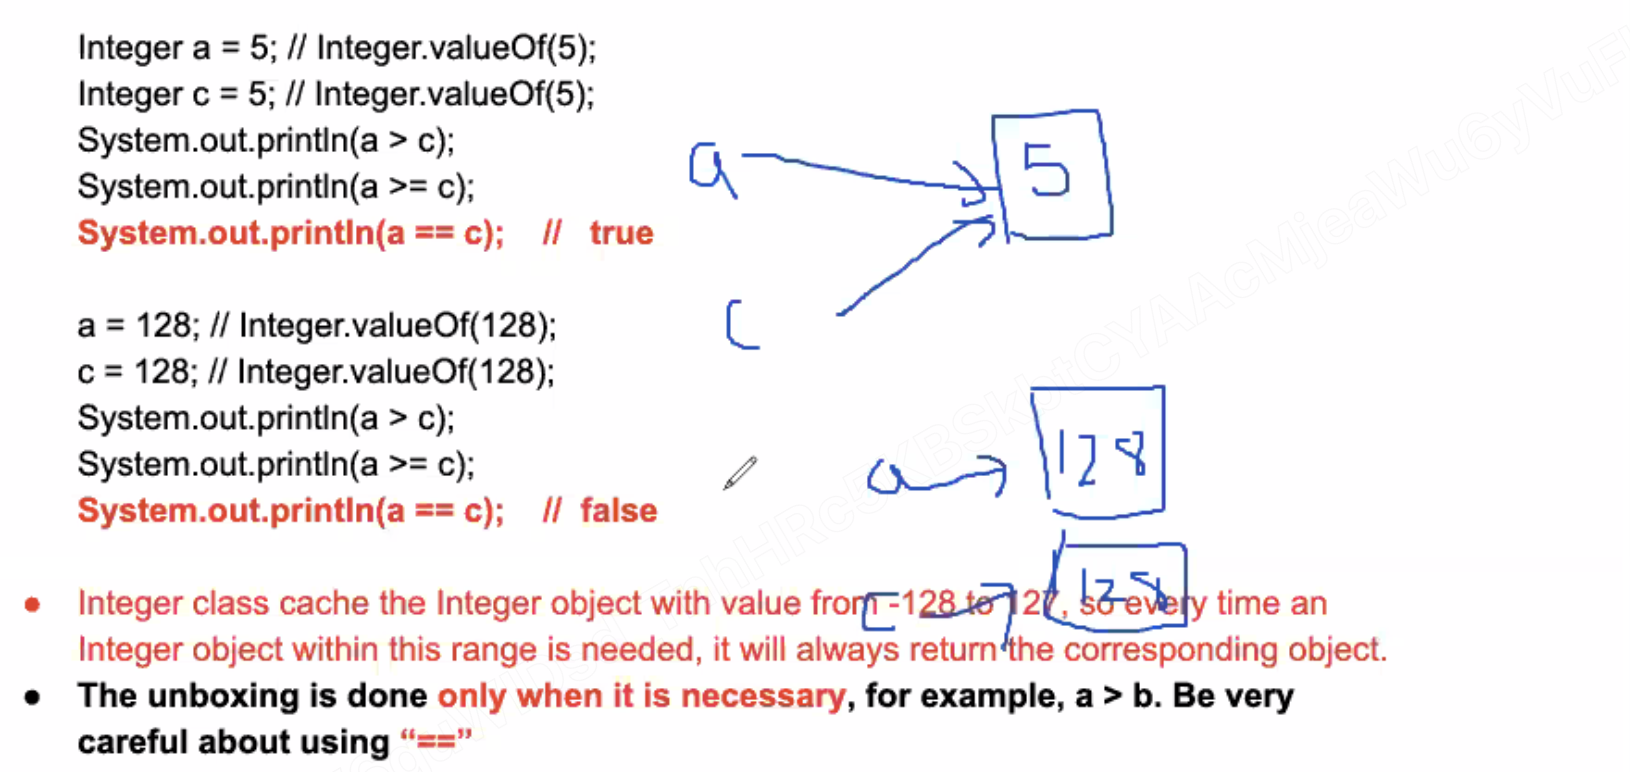 Integer a = 5; // Integer.valueOf(5);
Integer c = 5; // Integer.valueOf(5);
System.out.println(a > c);
System.out.println(a >= c);
System.out.println(a == c); // true
a
5
c
a = 128; // Integer.valueOf(128);
c = 128; // Integer.valueOf(128);
System.out.println(a > c);
System.out.println(a >= c);
System.out.println(a == c); // false
a
128
c
128
• Integer class cache the Integer object with value from -128 to 127, so every time an
Integer object within this range is needed, it will always return the corresponding object.
• The unboxing is done only when it is necessary, for example, a > b. Be very
careful about using “==”